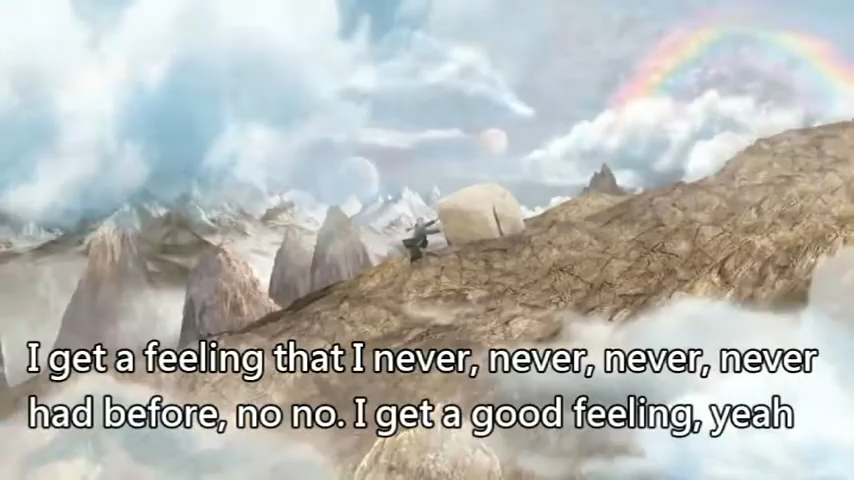 I get a feeling that I never, never, never, never
had before, no no. I get a good feeling, yeah